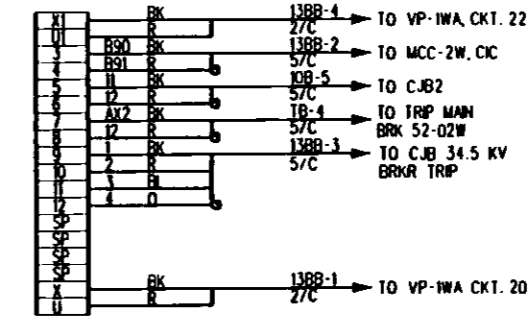 X1 BK 13BB-4 TO VP-1WA, CKT. 22
U1 R 2/C
3 B90 BK 13BB-2 TO MCC-2W, CIC
4 B91 R 5/C
5 11 BK 10B-5 TO CJB2
6 12 R 5/C
7 AX2 BK TB-4 TO TRIP MAIN
8 12 R 5/C BRK 52-02W
9 1 BK 13BB-3 TO CJB 34.5 KV
10 2 R 5/C BRKR TRIP
11 3 BL
12 4 O
SP
SP
SP
SP
X BK 13BB-1 TO VP-1WA CKT. 20
U R 2/C